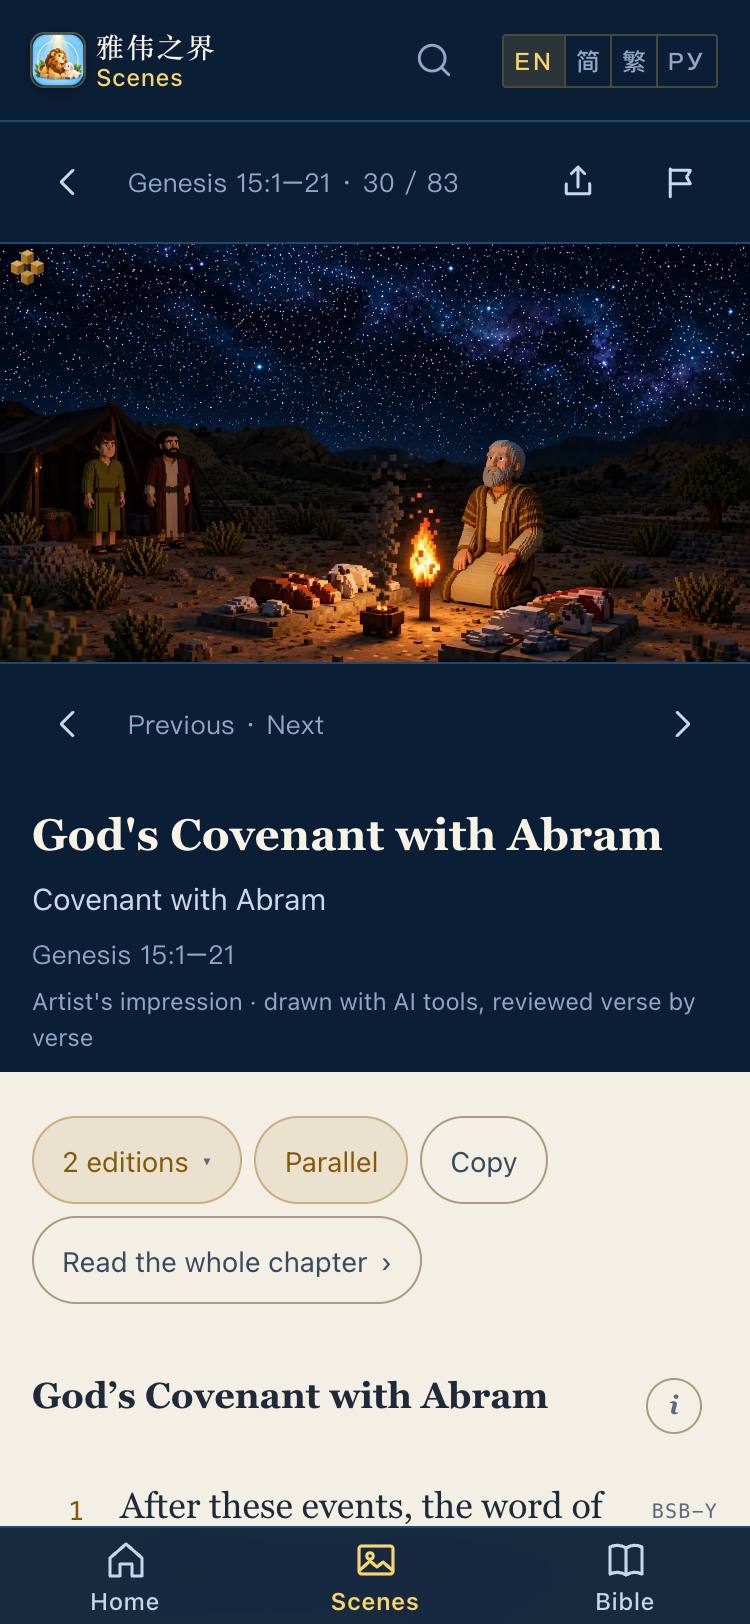 雅伟之界
Scenes
EN 简 繁 РУ
Genesis 15:1–21 · 30 / 83
Previous · Next
God's Covenant with Abram
Covenant with Abram
Genesis 15:1–21
Artist's impression · drawn with AI tools, reviewed verse by
verse
2 editions ▾ Parallel Copy
Read the whole chapter ›
God’s Covenant with Abram i
1 After these events, the word of BSB–Y
Home Scenes Bible